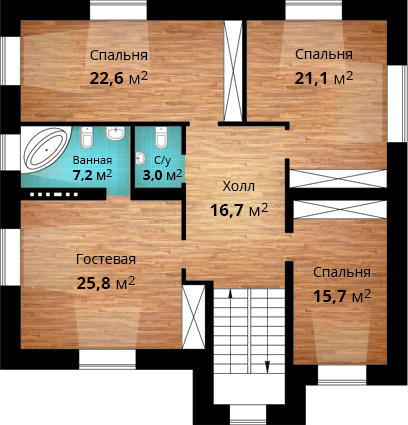 Спальня
22,6 м2
Спальня
21,1 м2
Ванная
7,2 м2
С/у
3,0 м2
Холл
16,7 м2
Гостевая
25,8 м2
Спальня
15,7 м2